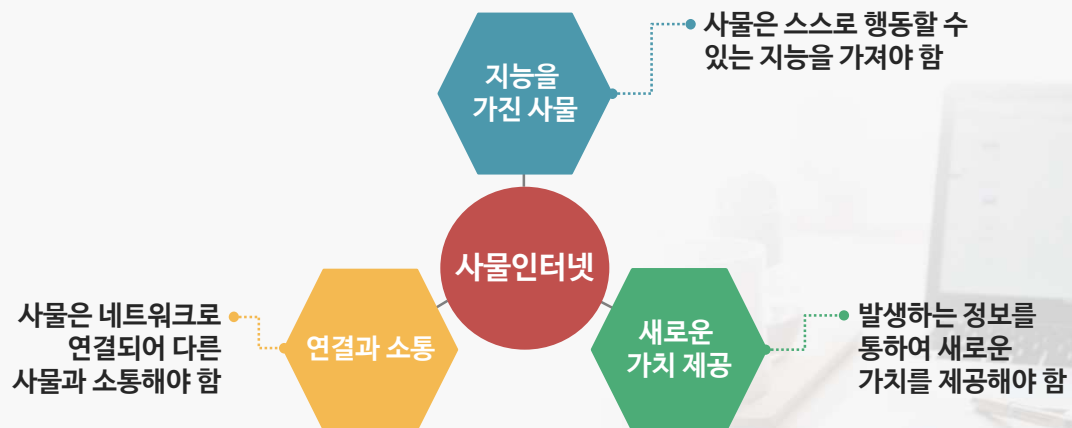 지능을
가진 사물
사물은 스스로 행동할 수
있는 지능을 가져야 함
사물인터넷
사물은 네트워크로
연결되어 다른
사물과 소통해야 함
연결과 소통
새로운
가치 제공
발생하는 정보를
통하여 새로운
가치를 제공해야 함